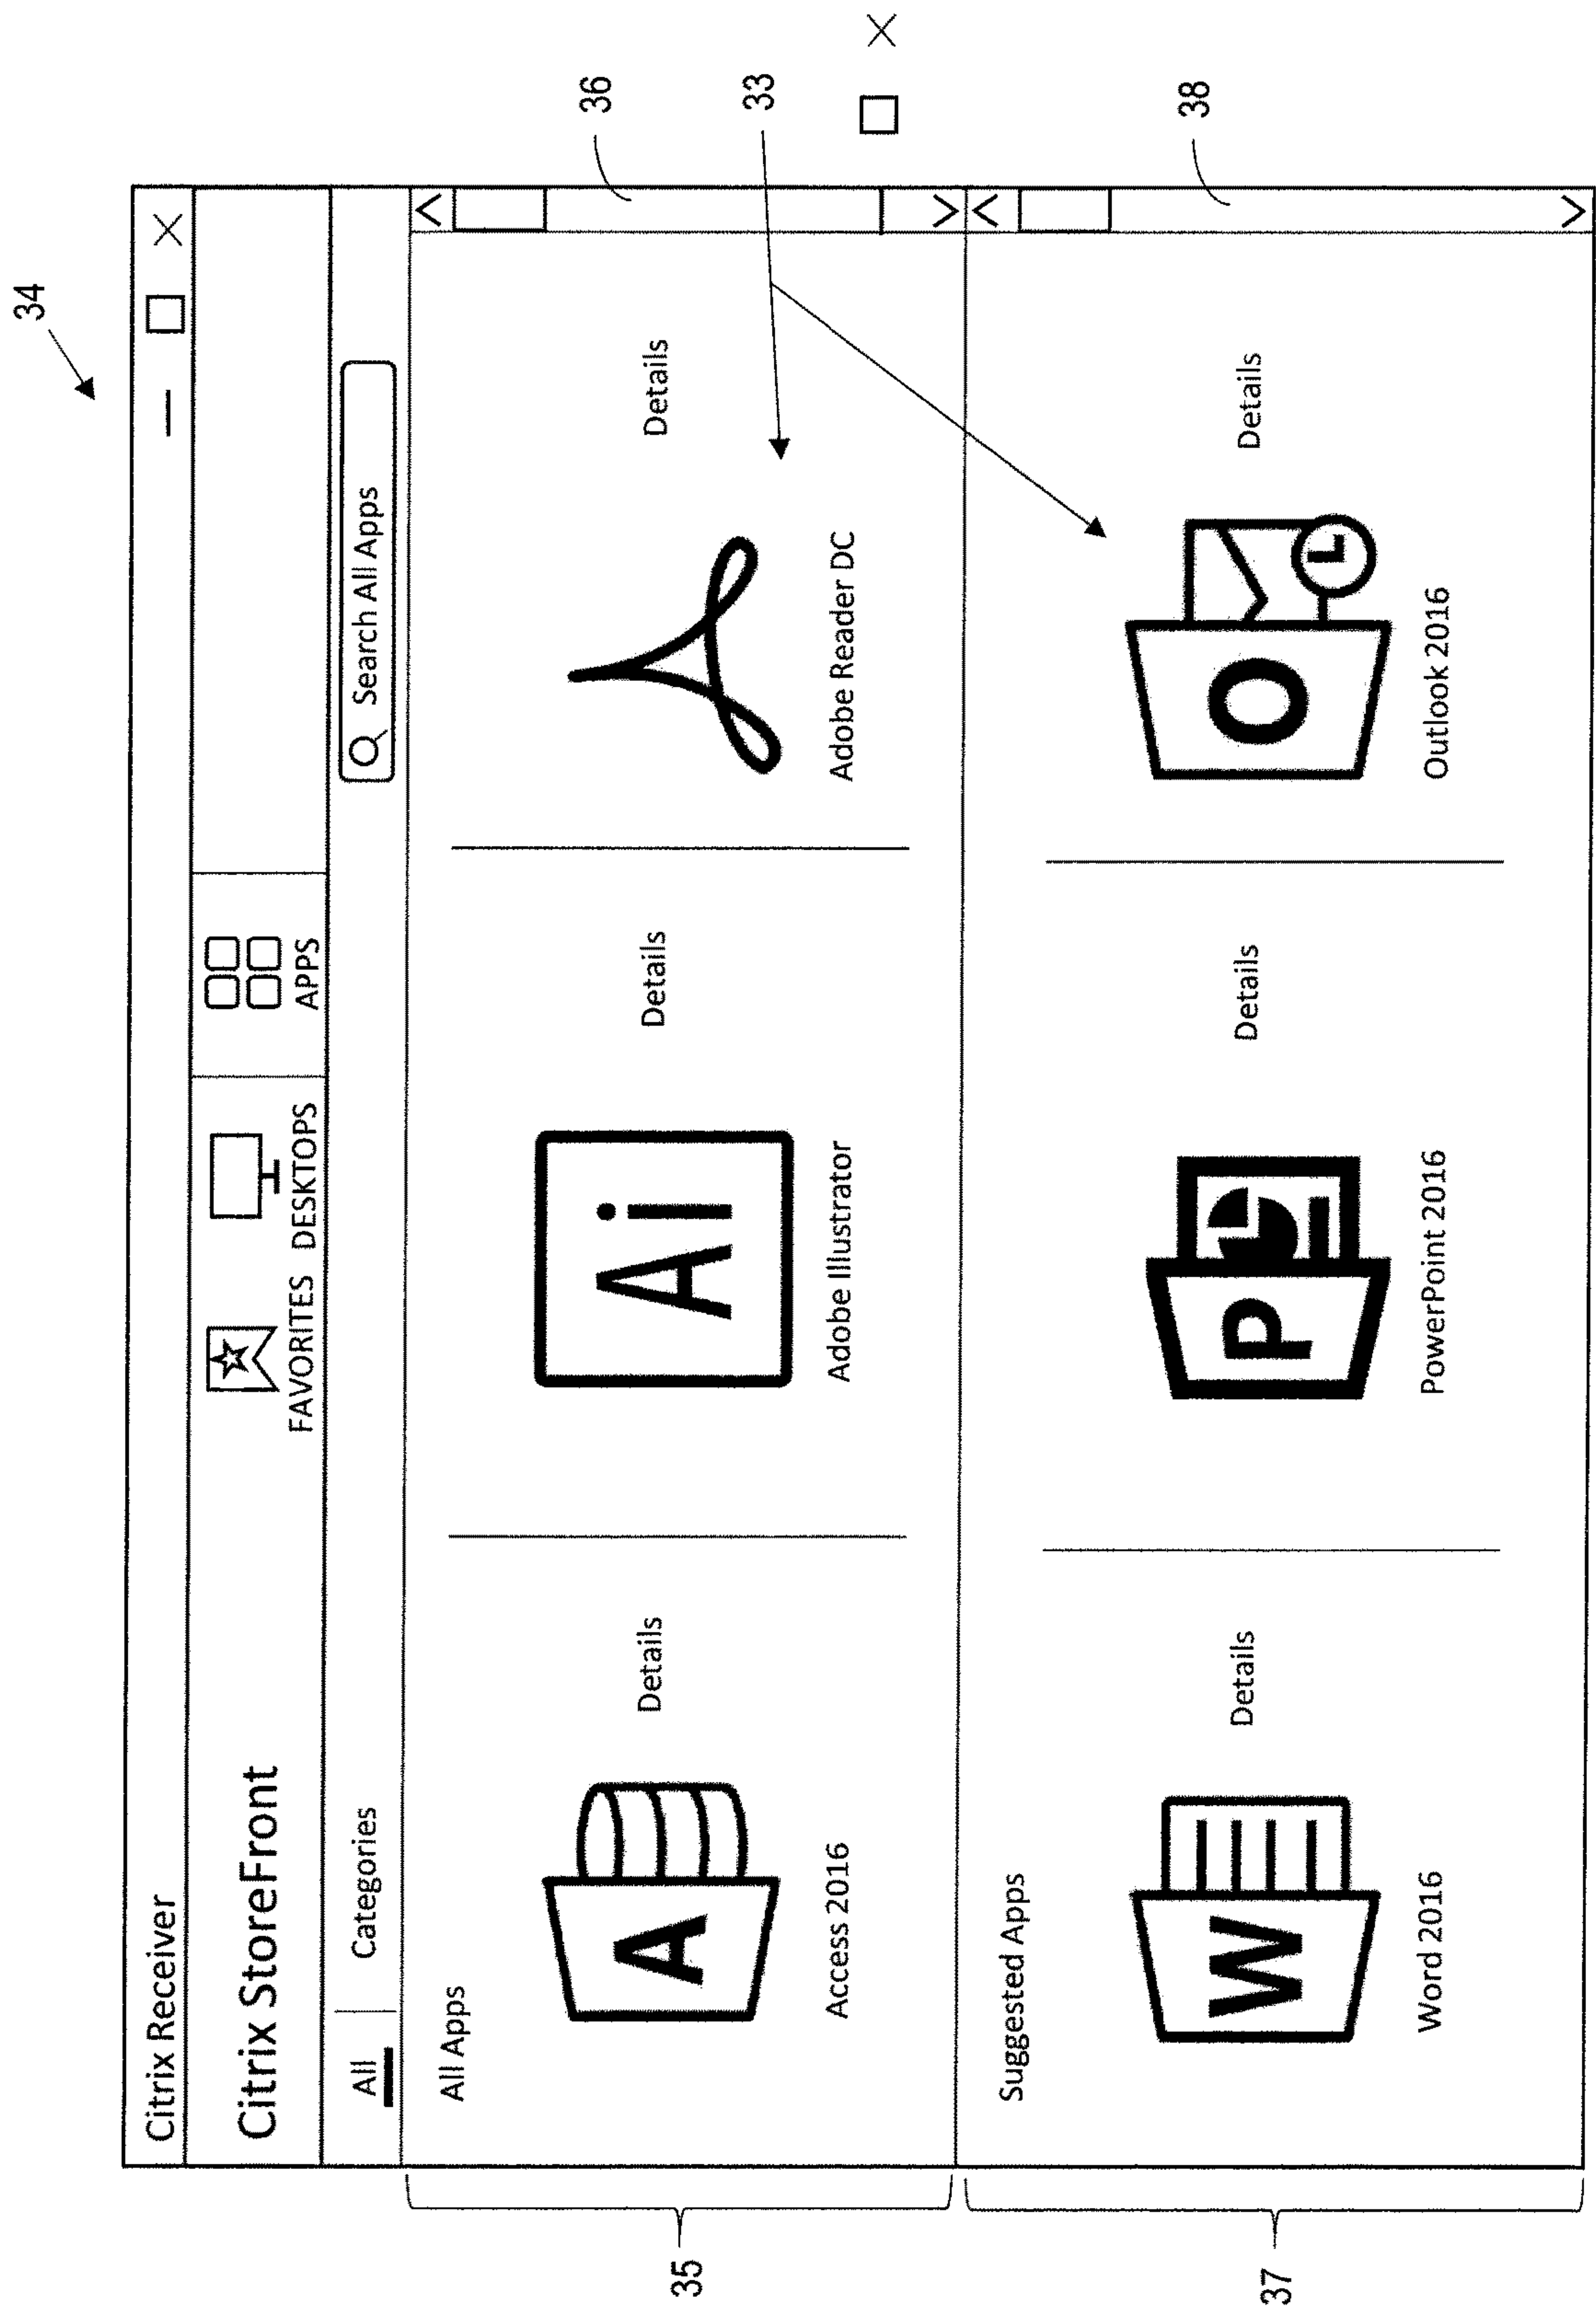 34
Citrix Receiver
Citrix StoreFront
FAVORITES
DESKTOPS
APPS
All
Categories
Search All Apps
36
33
35
All Apps
A
Details
Ai
Details
Details
Access 2016
Adobe Illustrator
Adobe Reader DC
38
37
Suggested Apps
W
Details
P
Details
O
L
Details
Word 2016
PowerPoint 2016
Outlook 2016